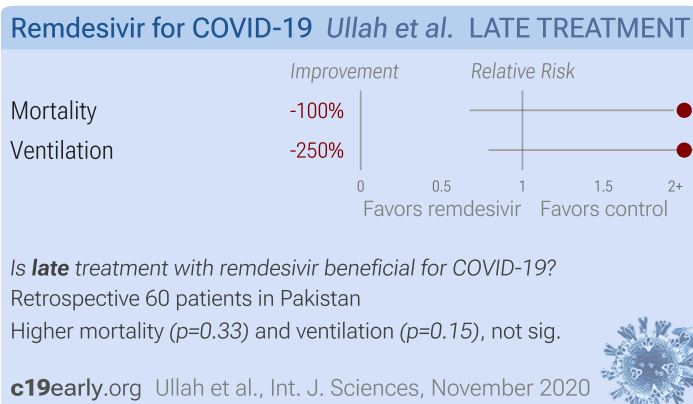 Remdesivir for COVID-19 Ullah et al. LATE TREATMENT
Improvement Relative Risk
Mortality -100%
Ventilation -250%
0 0.5 1 1.5 2+
Favors remdesivir Favors control
Is late treatment with remdesivir beneficial for COVID-19?
Retrospective 60 patients in Pakistan
Higher mortality (p=0.33) and ventilation (p=0.15), not sig.
c19early.org Ullah et al., Int. J. Sciences, November 2020